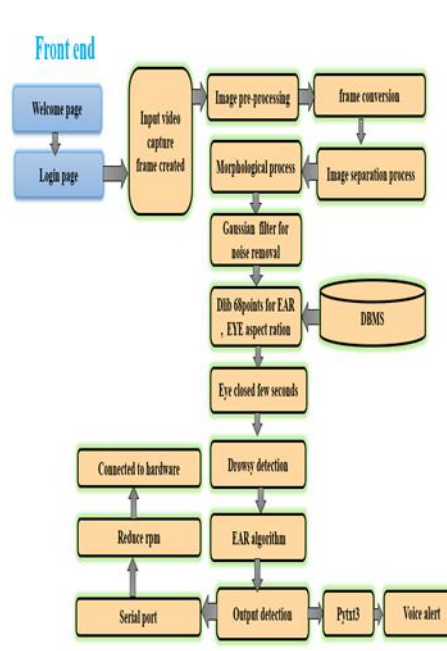 Front end
Welcome page
Login page
Input video
capture
frame created
Image pre-processing
frame conversion
Image separation process
Morphological process
Gaussian filter for
noise removal
Dlib 68points for EAR
, EYE aspect ration
DBMS
Eye closed few seconds
Drowsy detection
EAR algorithm
Output detection
Serial port
Reduce rpm
Connected to hardware
Pytxt3
Voice alert